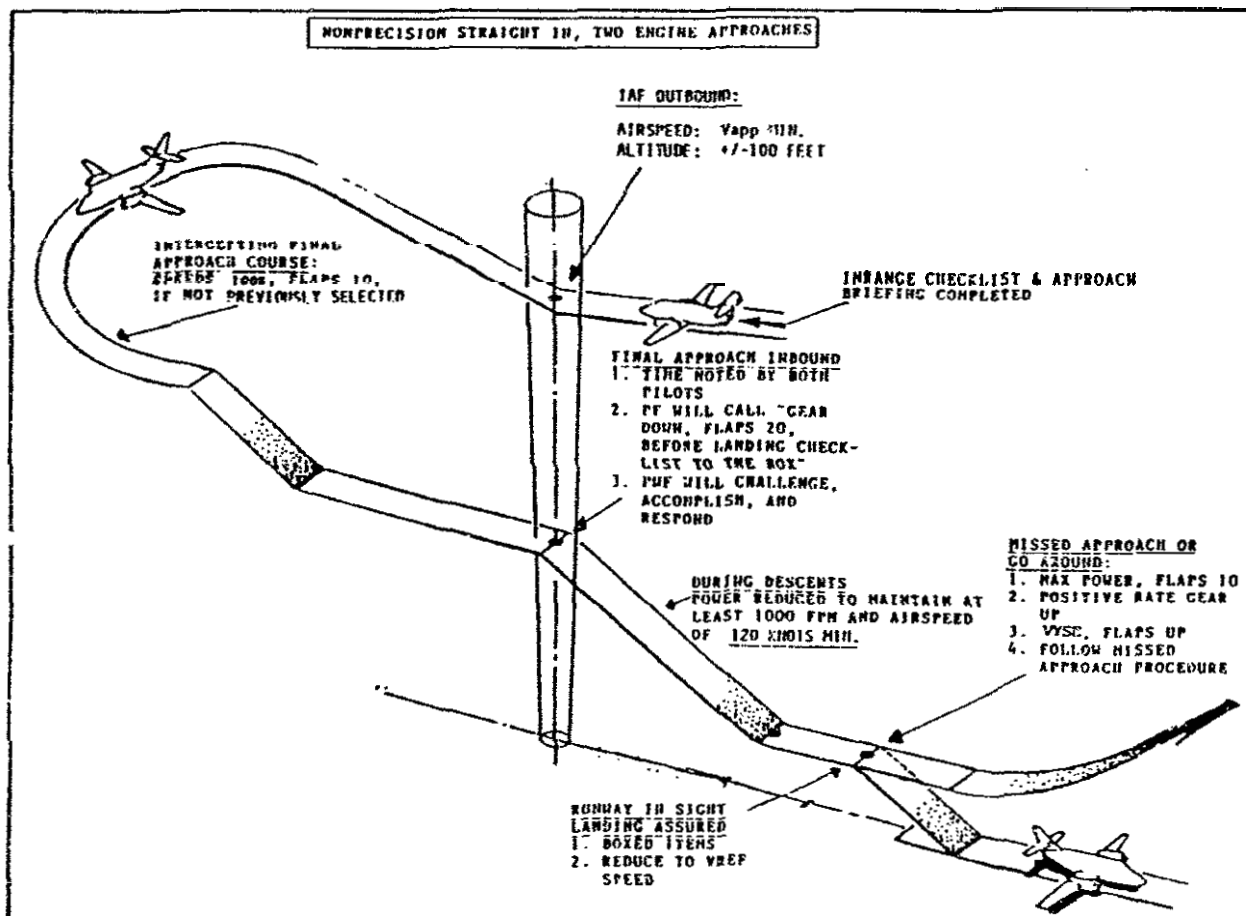 NONPRECISION STRAIGHT IN, TWO ENGINE APPROACHES
IAF OUTBOUND:
AIRSPEED: Vapp MIN.
ALTITUDE: +/-100 FEET
INTERCEPTING FINAL
APPROACH COURSE:
SPEEDS 100%, FLAPS 10,
IF NOT PREVIOUSLY SELECTED
INRANGE CHECKLIST & APPROACH
BRIEFING COMPLETED
FINAL APPROACH INBOUND
1. TIME NOTED BY BOTH
PILOTS
2. PF WILL CALL "GEAR
DOWN, FLAPS 20,
BEFORE LANDING CHECK-
LIST TO THE BOX"
3. PNF WILL CHALLENGE,
ACCOMPLISH, AND
RESPOND
DURING DESCENTS
POWER REDUCED TO MAINTAIN AT
LEAST 1000 FPM AND AIRSPEED
OF 120 KNOTS MIN.
MISSED APPROACH OR
GO AROUND:
1. MAX POWER, FLAPS 10
2. POSITIVE RATE GEAR
UP
3. VYSE, FLAPS UP
4. FOLLOW MISSED
APPROACH PROCEDURE
RUNWAY IN SIGHT
LANDING ASSURED
1. BOXED ITEMS
2. REDUCE TO VREF
SPEED